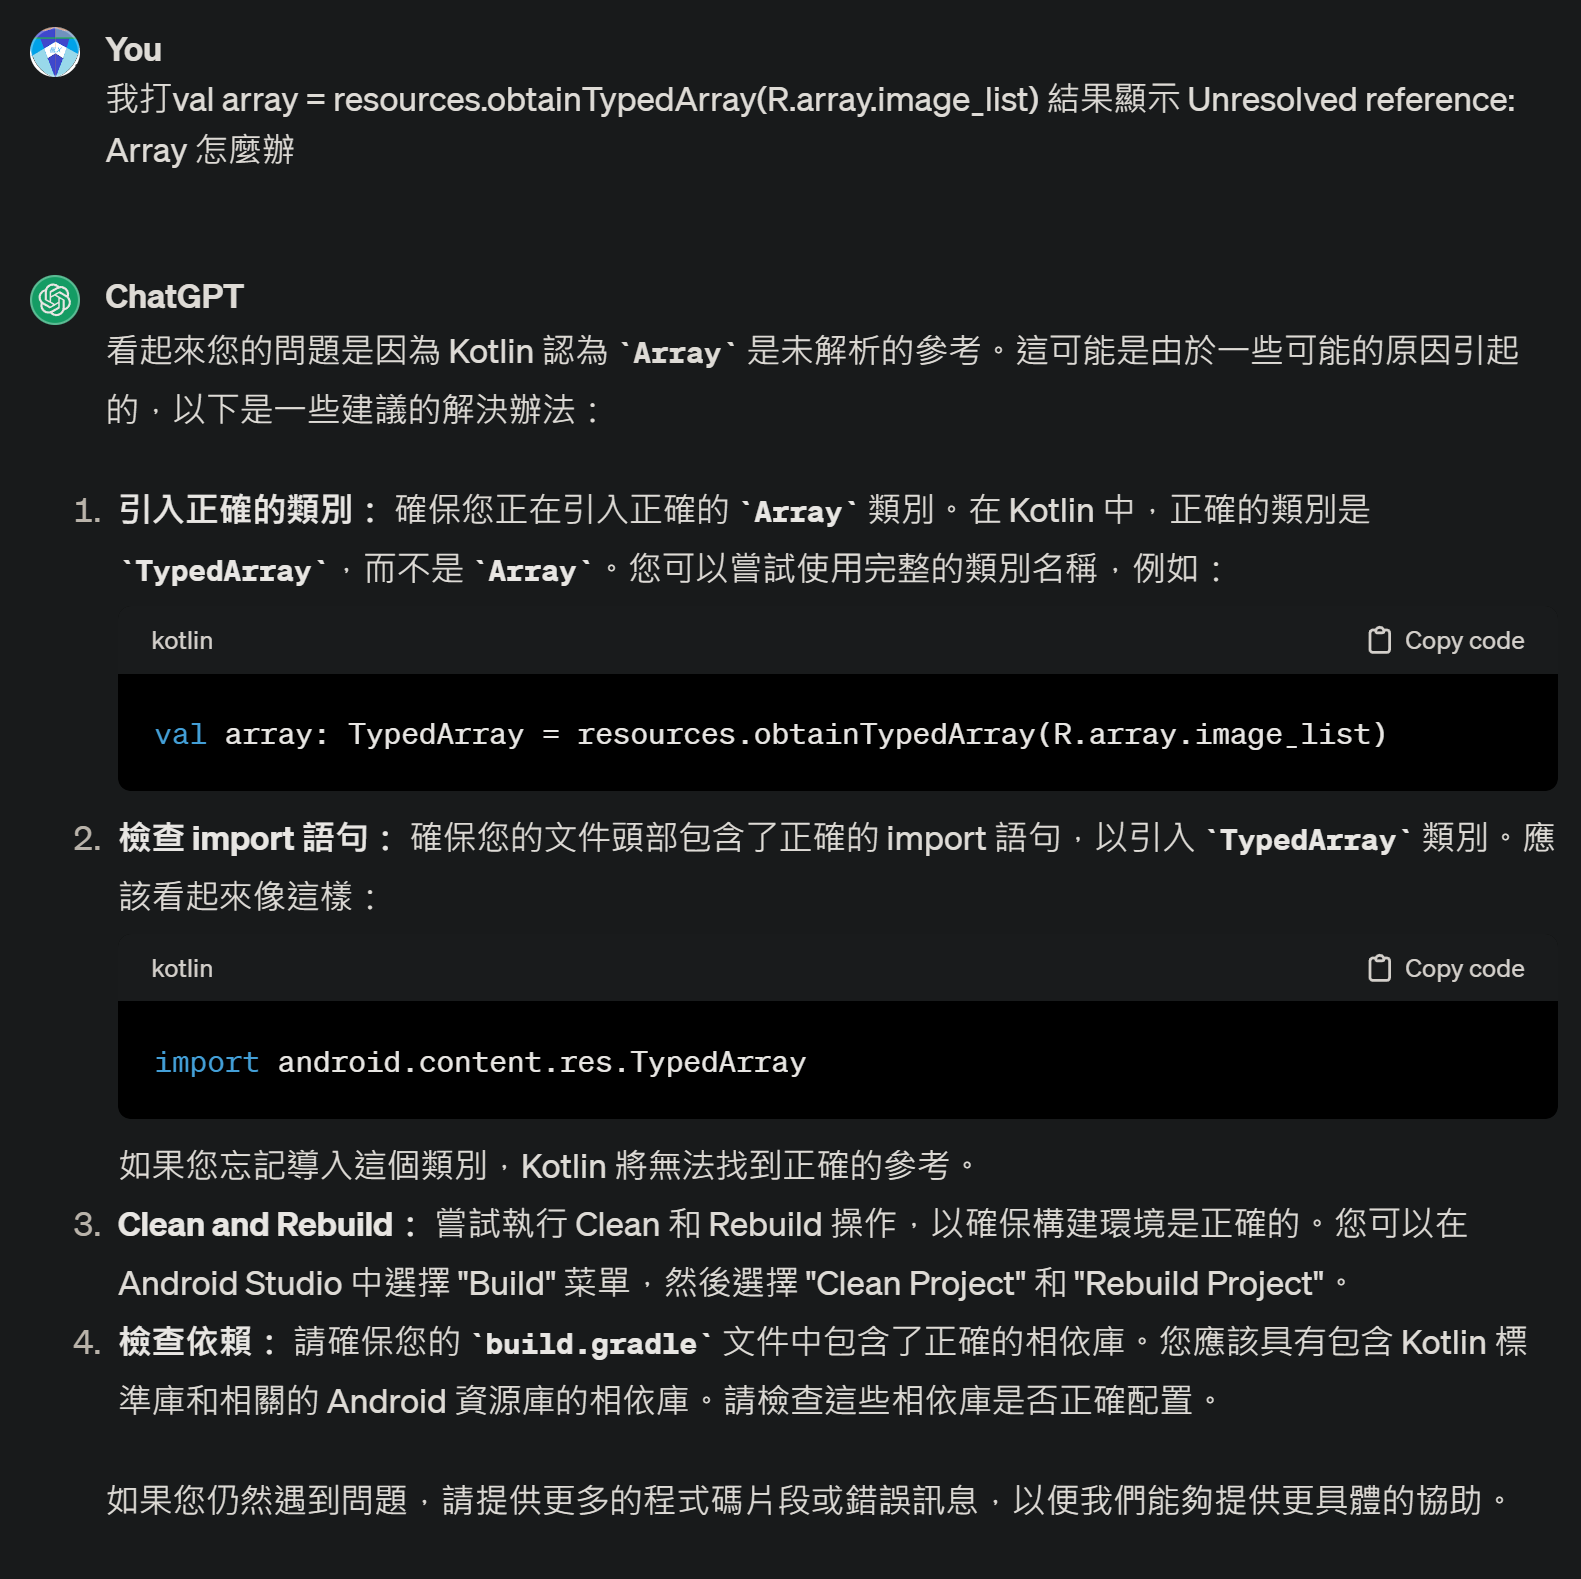 You
我打val array = resources.obtainTypedArray(R.array.image_list) 結果顯示 Unresolved reference:
Array 怎麼辦
ChatGPT
看起來您的問題是因為 Kotlin 認為 `Array` 是未解析的參考。這可能是由於一些可能的原因引起
的，以下是一些建議的解決辦法：
1. 引入正確的類別： 確保您正在引入正確的 `Array` 類別。在 Kotlin 中，正確的類別是
`TypedArray`，而不是 `Array`。您可以嘗試使用完整的類別名稱，例如：
kotlin Copy code
val array: TypedArray = resources.obtainTypedArray(R.array.image_list)
2. 檢查 import 語句： 確保您的文件頭部包含了正確的 import 語句，以引入 `TypedArray` 類別。應
該看起來像這樣：
kotlin Copy code
import android.content.res.TypedArray
如果您忘記導入這個類別，Kotlin 將無法找到正確的參考。
3. Clean and Rebuild： 嘗試執行 Clean 和 Rebuild 操作，以確保構建環境是正確的。您可以在
Android Studio 中選擇 "Build" 菜單，然後選擇 "Clean Project" 和 "Rebuild Project"。
4. 檢查依賴： 請確保您的 `build.gradle` 文件中包含了正確的相依庫。您應該具有包含 Kotlin 標
準庫和相關的 Android 資源庫的相依庫。請檢查這些相依庫是否正確配置。
如果您仍然遇到問題，請提供更多的程式碼片段或錯誤訊息，以便我們能夠提供更具體的協助。